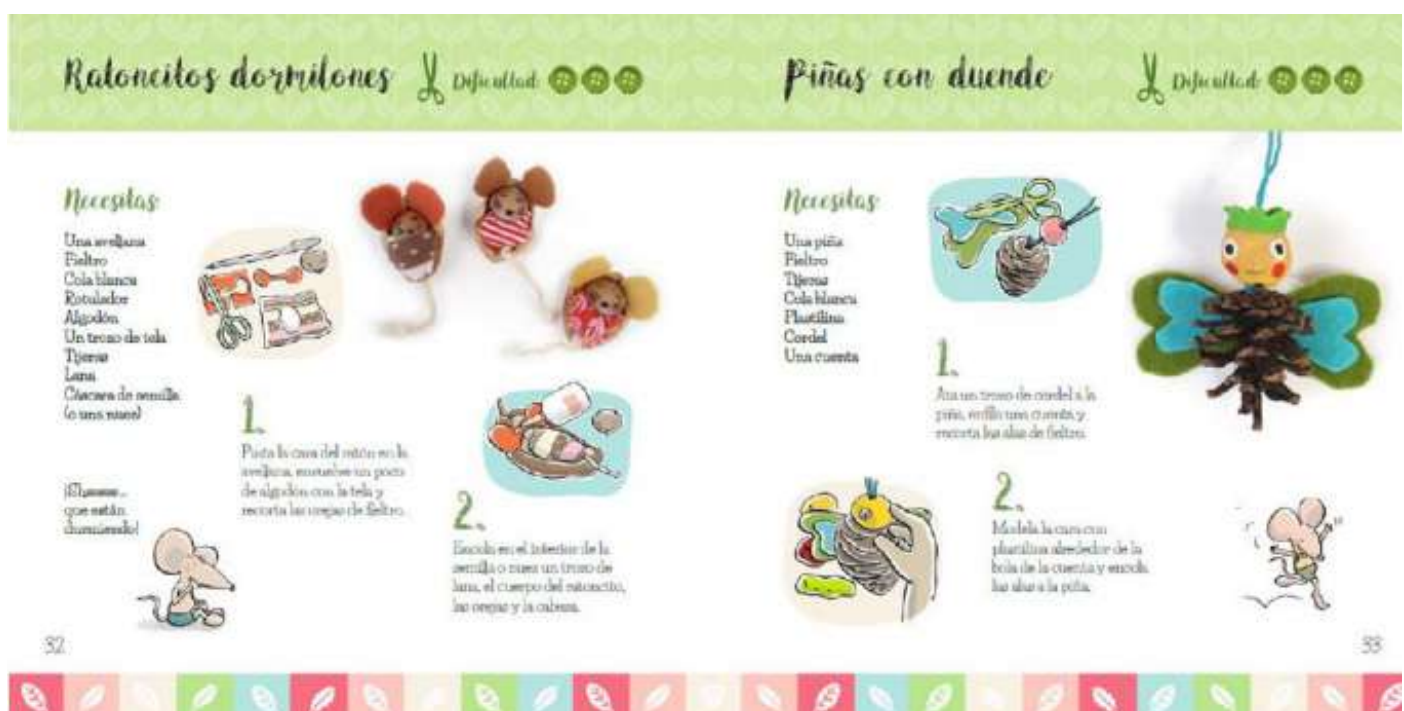 Ratoncitos dormilones
Dificultad:
Necesitas
Una avellana
Fieltro
Cola blanca
Rotulador
Algodón
Un trozo de tela
Tijeras
Lana
Cáscara de semilla
(o una nuez)
1.
Pinta la cara del ratón en la
avellana, envuelve un poco
de algodón con la tela y
recorta las orejas de fieltro.
que están
durmiendo!
2.
Encola en el interior de la
semilla o nuez un trozo de
lana, el cuerpo del ratoncito,
las orejas y la cabeza.
32
Piñas con duende
Dificultad:
Necesitas
Una piña
Fieltro
Tijeras
Cola blanca
Plastilina
Cordel
Una cuenta
1.
Ata un trozo de cordel a la
piña, enfila una cuenta y
recorta las alas de fieltro.
2.
Modela la cara con
plastilina alrededor de la
bola de la cuenta y encola
las alas a la piña.
33